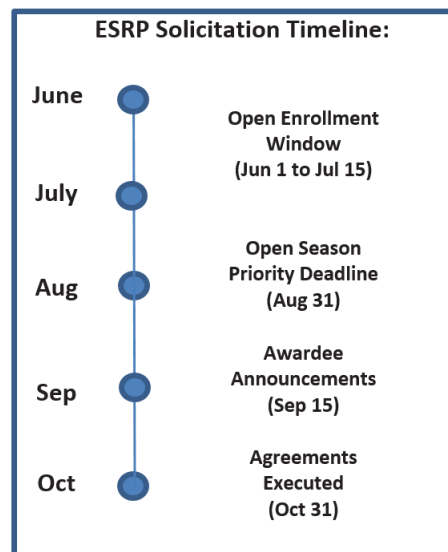 ESRP Solicitation Timeline:
June
Open Enrollment
Window
(Jun 1 to Jul 15)
July
Open Season
Priority Deadline
(Aug 31)
Aug
Awardee
Announcements
(Sep 15)
Sep
Agreements
Executed
(Oct 31)
Oct